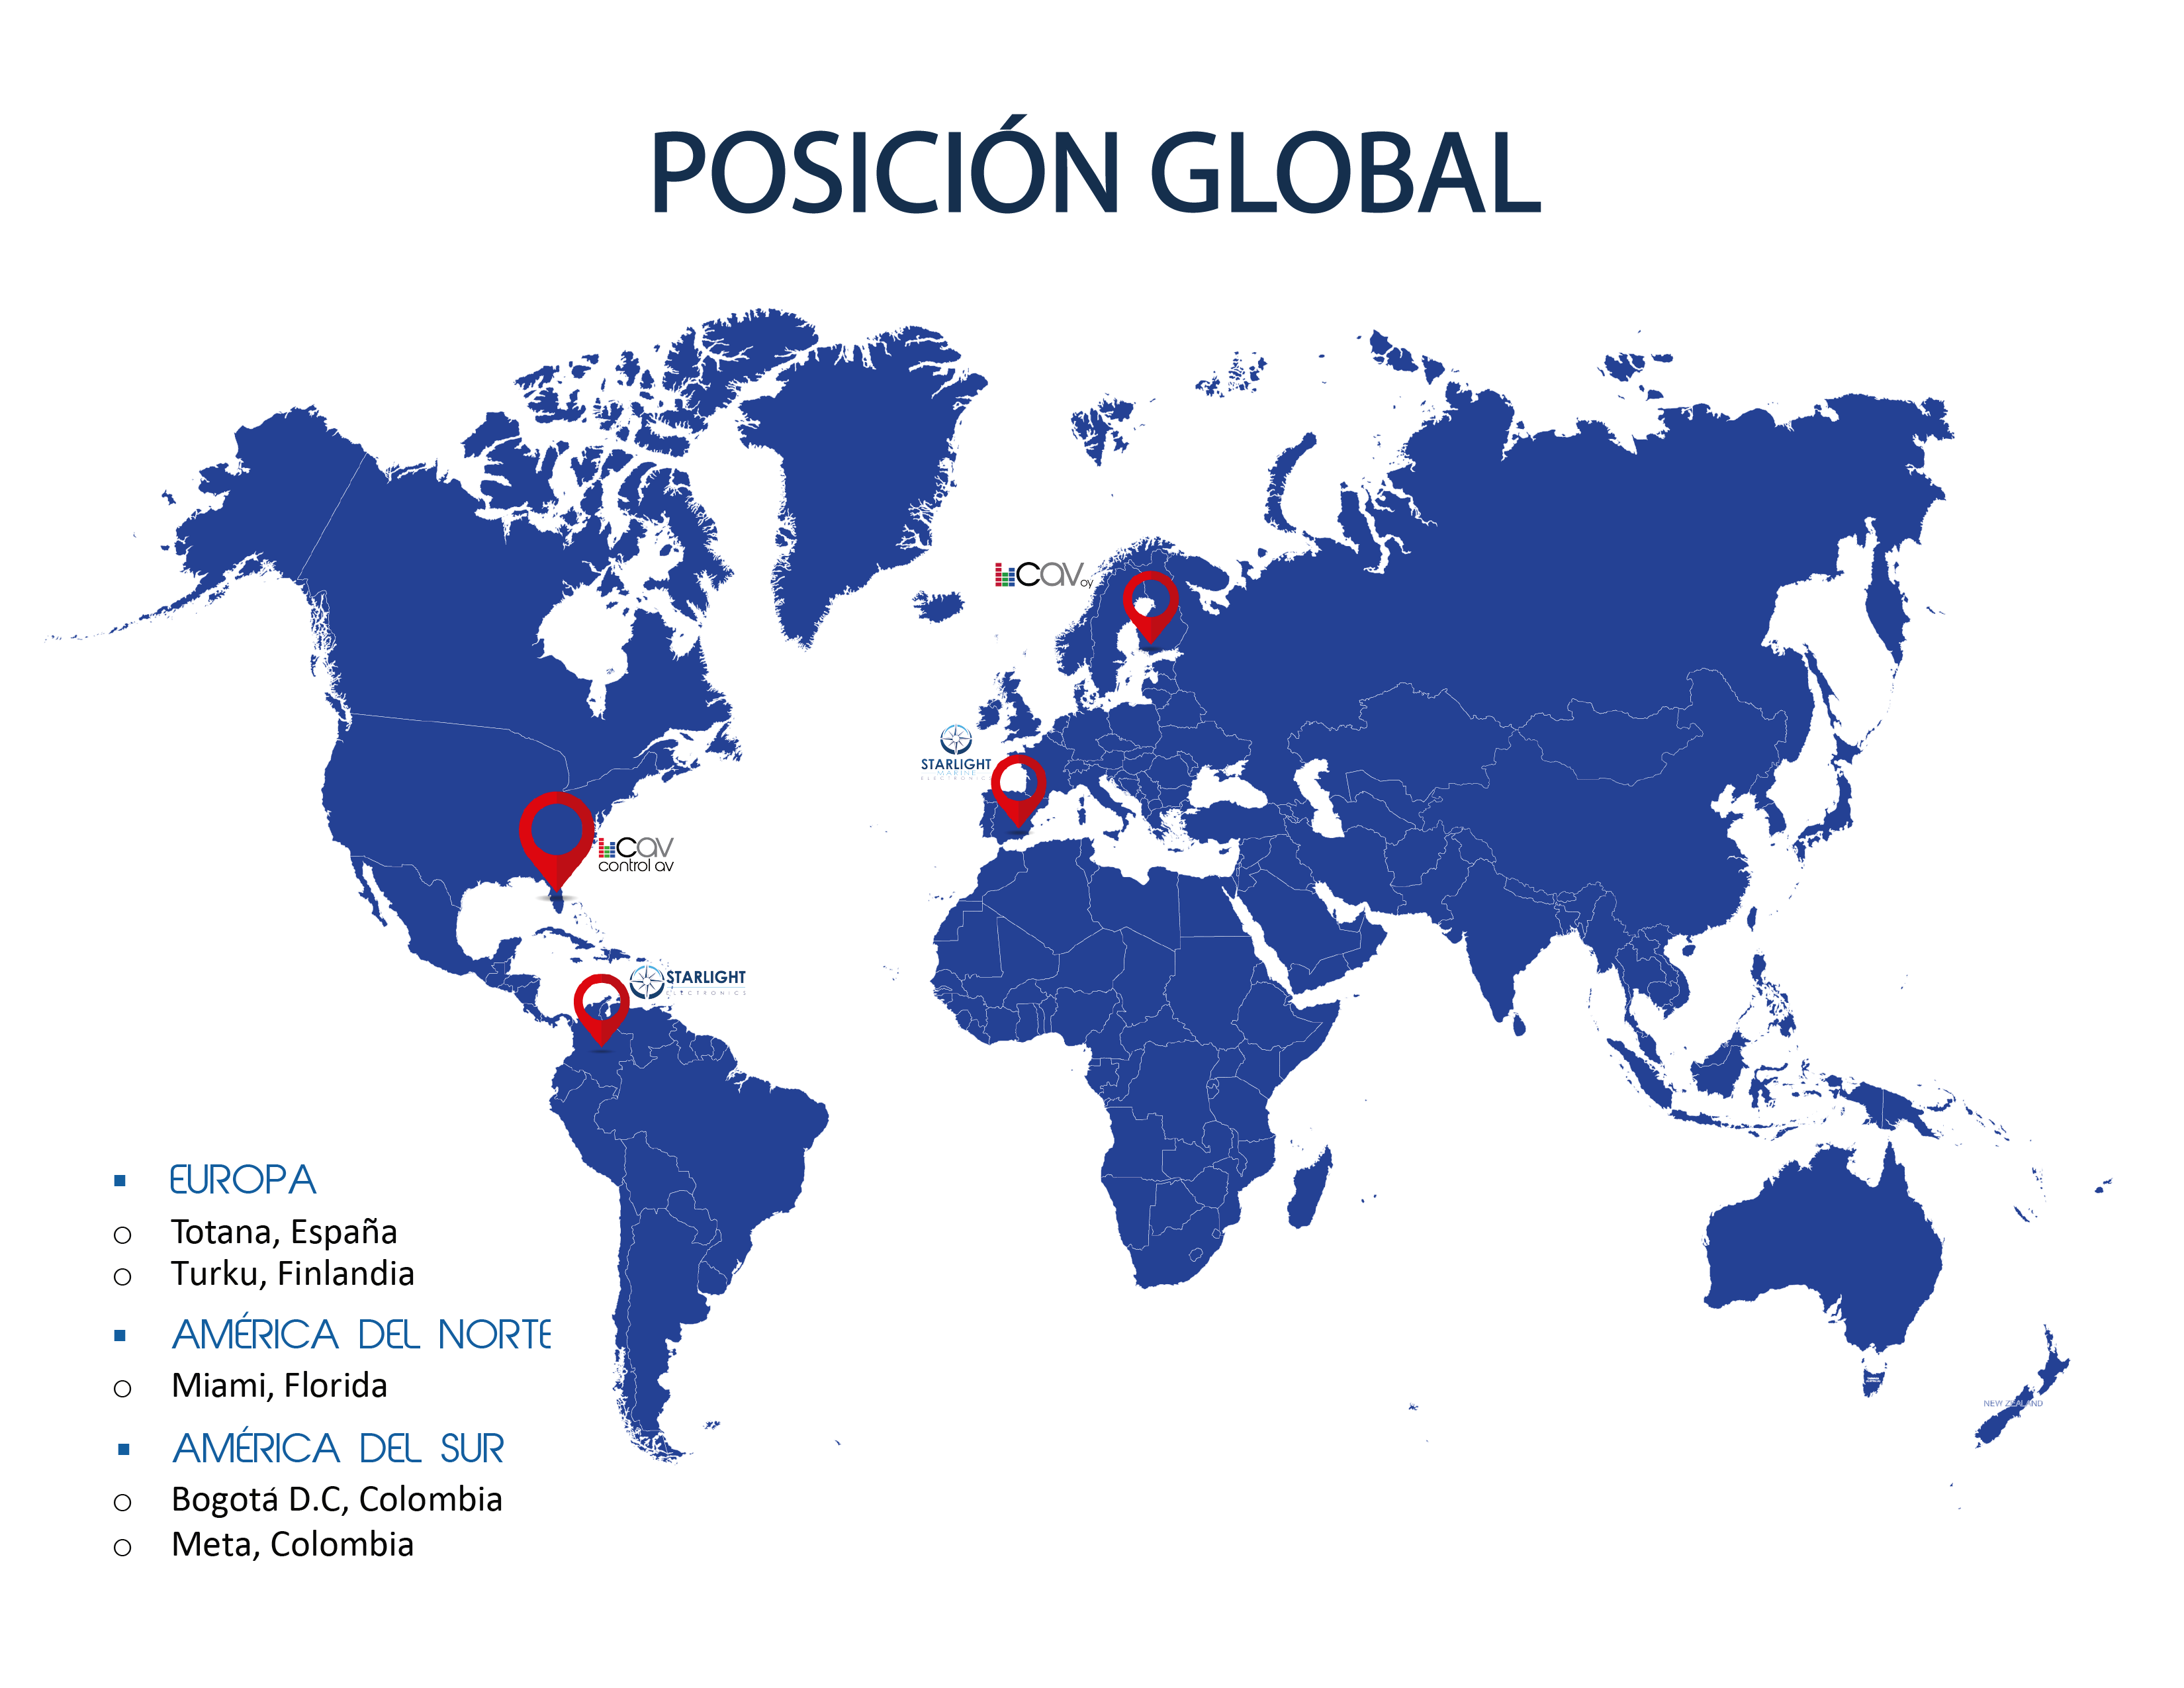 POSICIÓN GLOBAL
CAV oy
STARLIGHT
MARINE
ELECTRONICS
CAV
control av
STARLIGHT
ELECTRONICS
▪ EUROPA
o Totana, España
o Turku, Finlandia
▪ AMÉRICA DEL NORTE
o Miami, Florida
▪ AMÉRICA DEL SUR
o Bogotá D.C, Colombia
o Meta, Colombia
NEW ZEALAND